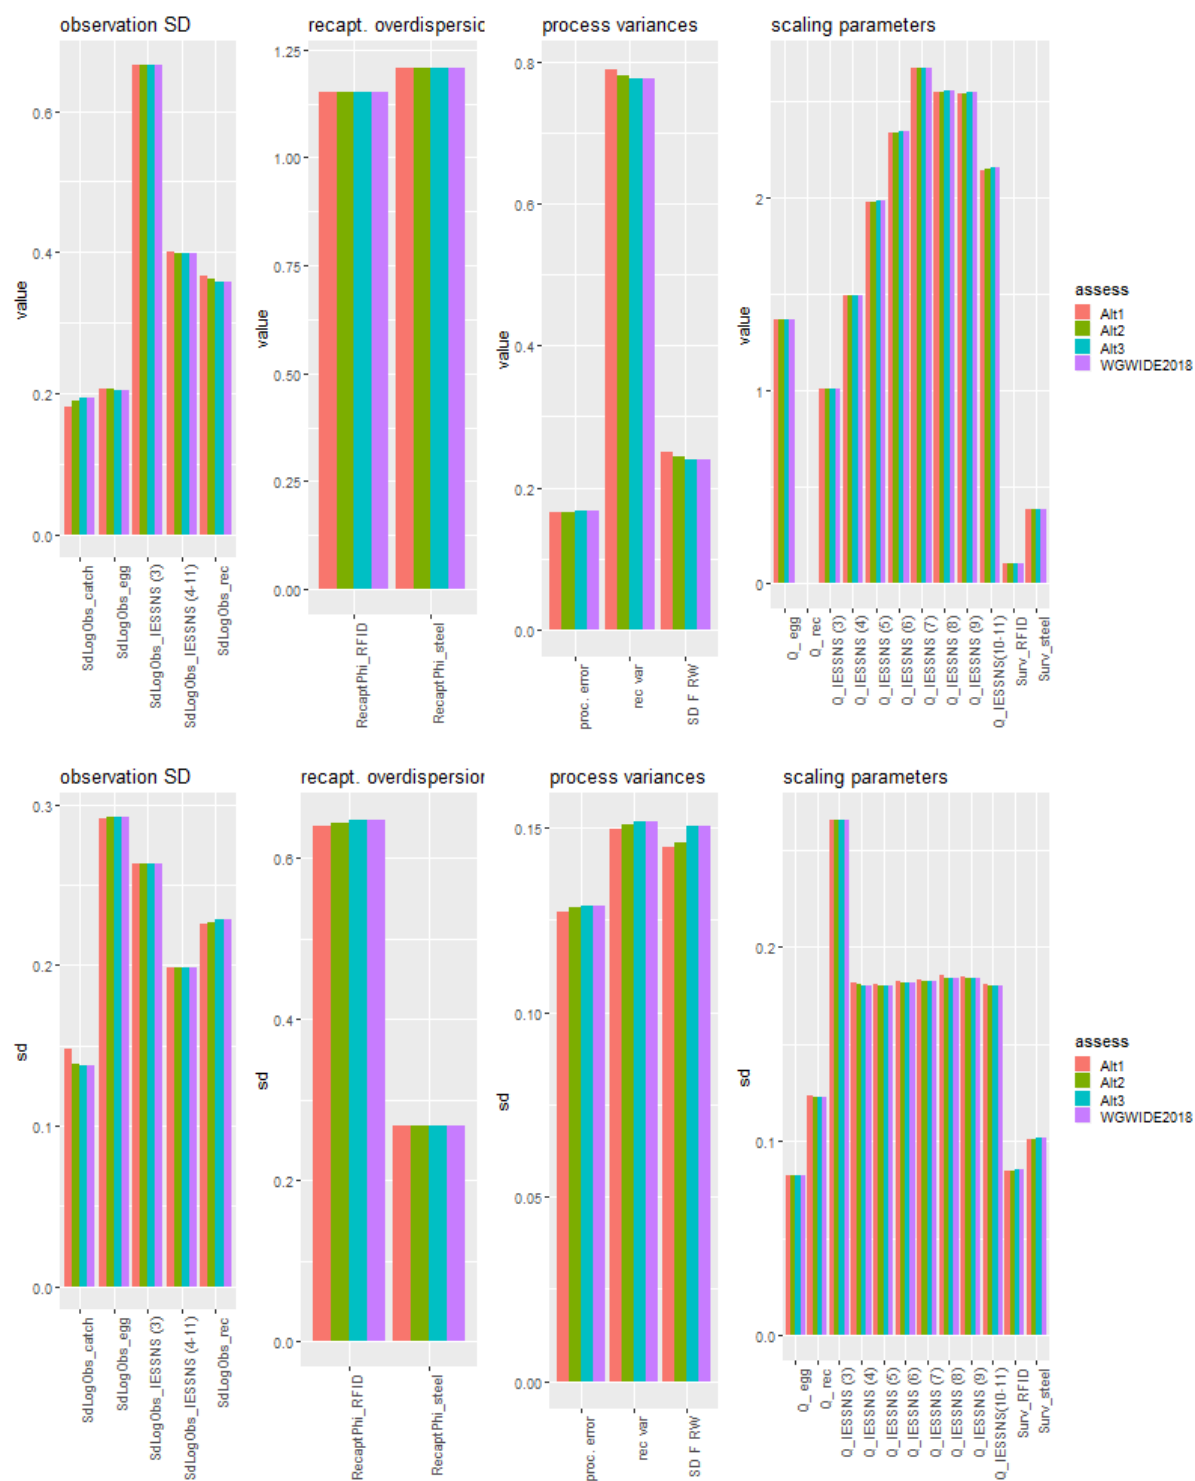 observation SD
recapt. overdispersic
process variances
scaling parameters
value
0.6
0.4
0.2
0.0
SdLogObs_catch
SdLogObs_egg
SdLogObs_IESSNS (3)
SdLogObs_IESSNS (4-11)
SdLogObs_rec
value
1.25
1.00
0.75
0.50
0.25
0.00
RecaptPhi_RFID
RecaptPhi_steel
value
0.8
0.6
0.4
0.2
0.0
proc. error
rec var
SD F RW
value
2
1
0
Q_egg
Q_rec
Q_IESSNS (3)
Q_IESSNS (4)
Q_IESSNS (5)
Q_IESSNS (6)
Q_IESSNS (7)
Q_IESSNS (8)
Q_IESSNS (9)
Q_IESSNS(10-11)
Surv_RFID
Surv_steel
assess
Alt1
Alt2
Alt3
WGWIDE2018
observation SD
recapt. overdispersion
process variances
scaling parameters
sd
0.3
0.2
0.1
0.0
SdLogObs_catch
SdLogObs_egg
SdLogObs_IESSNS (3)
SdLogObs_IESSNS (4-11)
SdLogObs_rec
sd
0.6
0.4
0.2
0.0
RecaptPhi_RFID
RecaptPhi_steel
sd
0.15
0.10
0.05
0.00
proc. error
rec var
SD F RW
sd
0.2
0.1
0.0
Q_egg
Q_rec
Q_IESSNS (3)
Q_IESSNS (4)
Q_IESSNS (5)
Q_IESSNS (6)
Q_IESSNS (7)
Q_IESSNS (8)
Q_IESSNS (9)
Q_IESSNS(10-11)
Surv_RFID
Surv_steel
assess
Alt1
Alt2
Alt3
WGWIDE2018